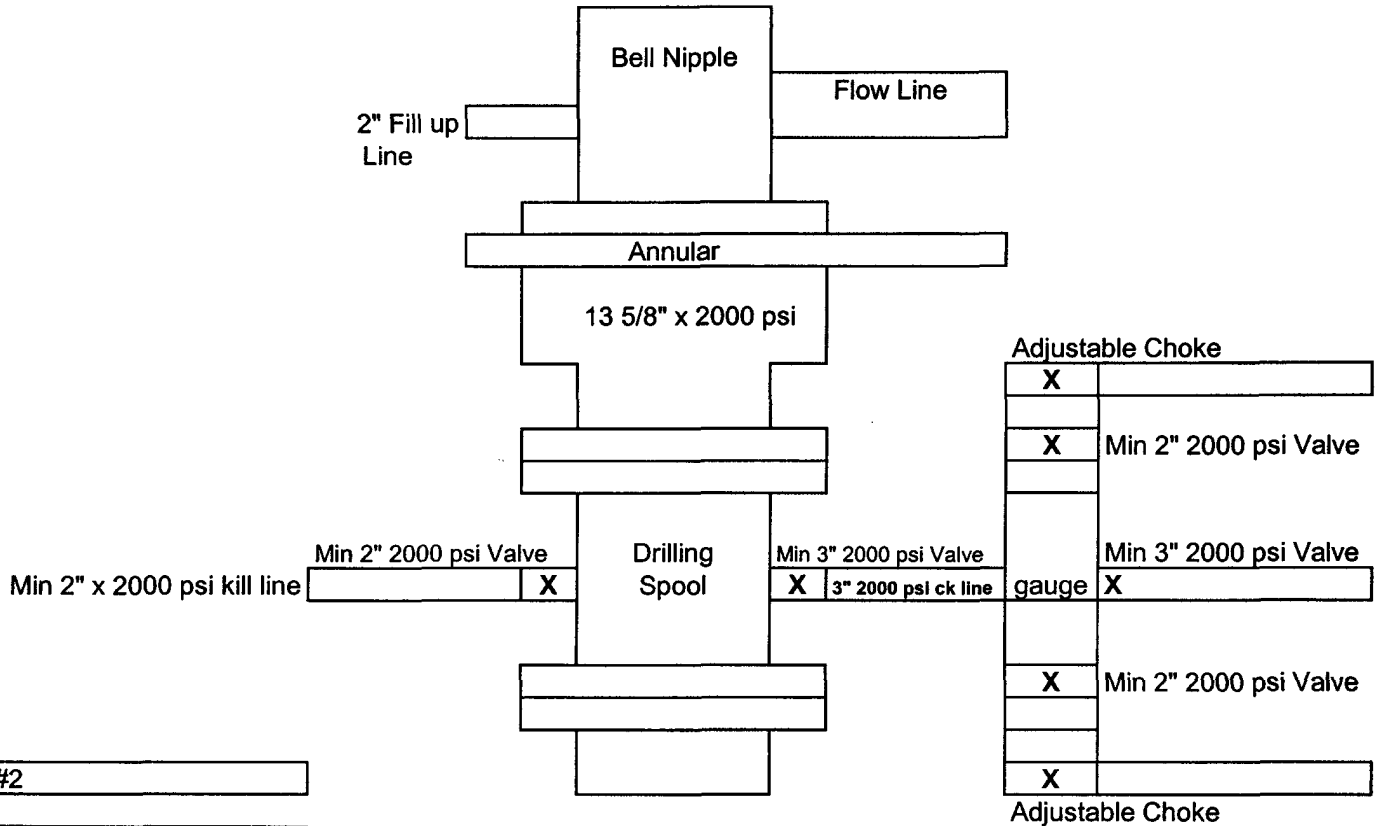 Bell Nipple
Flow Line
2" Fill up
Line
Annular
13 5/8" x 2000 psi
Adjustable Choke
X
X Min 2" 2000 psi Valve
Min 2" 2000 psi Valve
Drilling
Spool
Min 3" 2000 psi Valve
Min 3" 2000 psi Valve
Min 2" x 2000 psi kill line
X
X
3" 2000 psi ck line
gauge
X
X Min 2" 2000 psi Valve
#2
X
Adjustable Choke